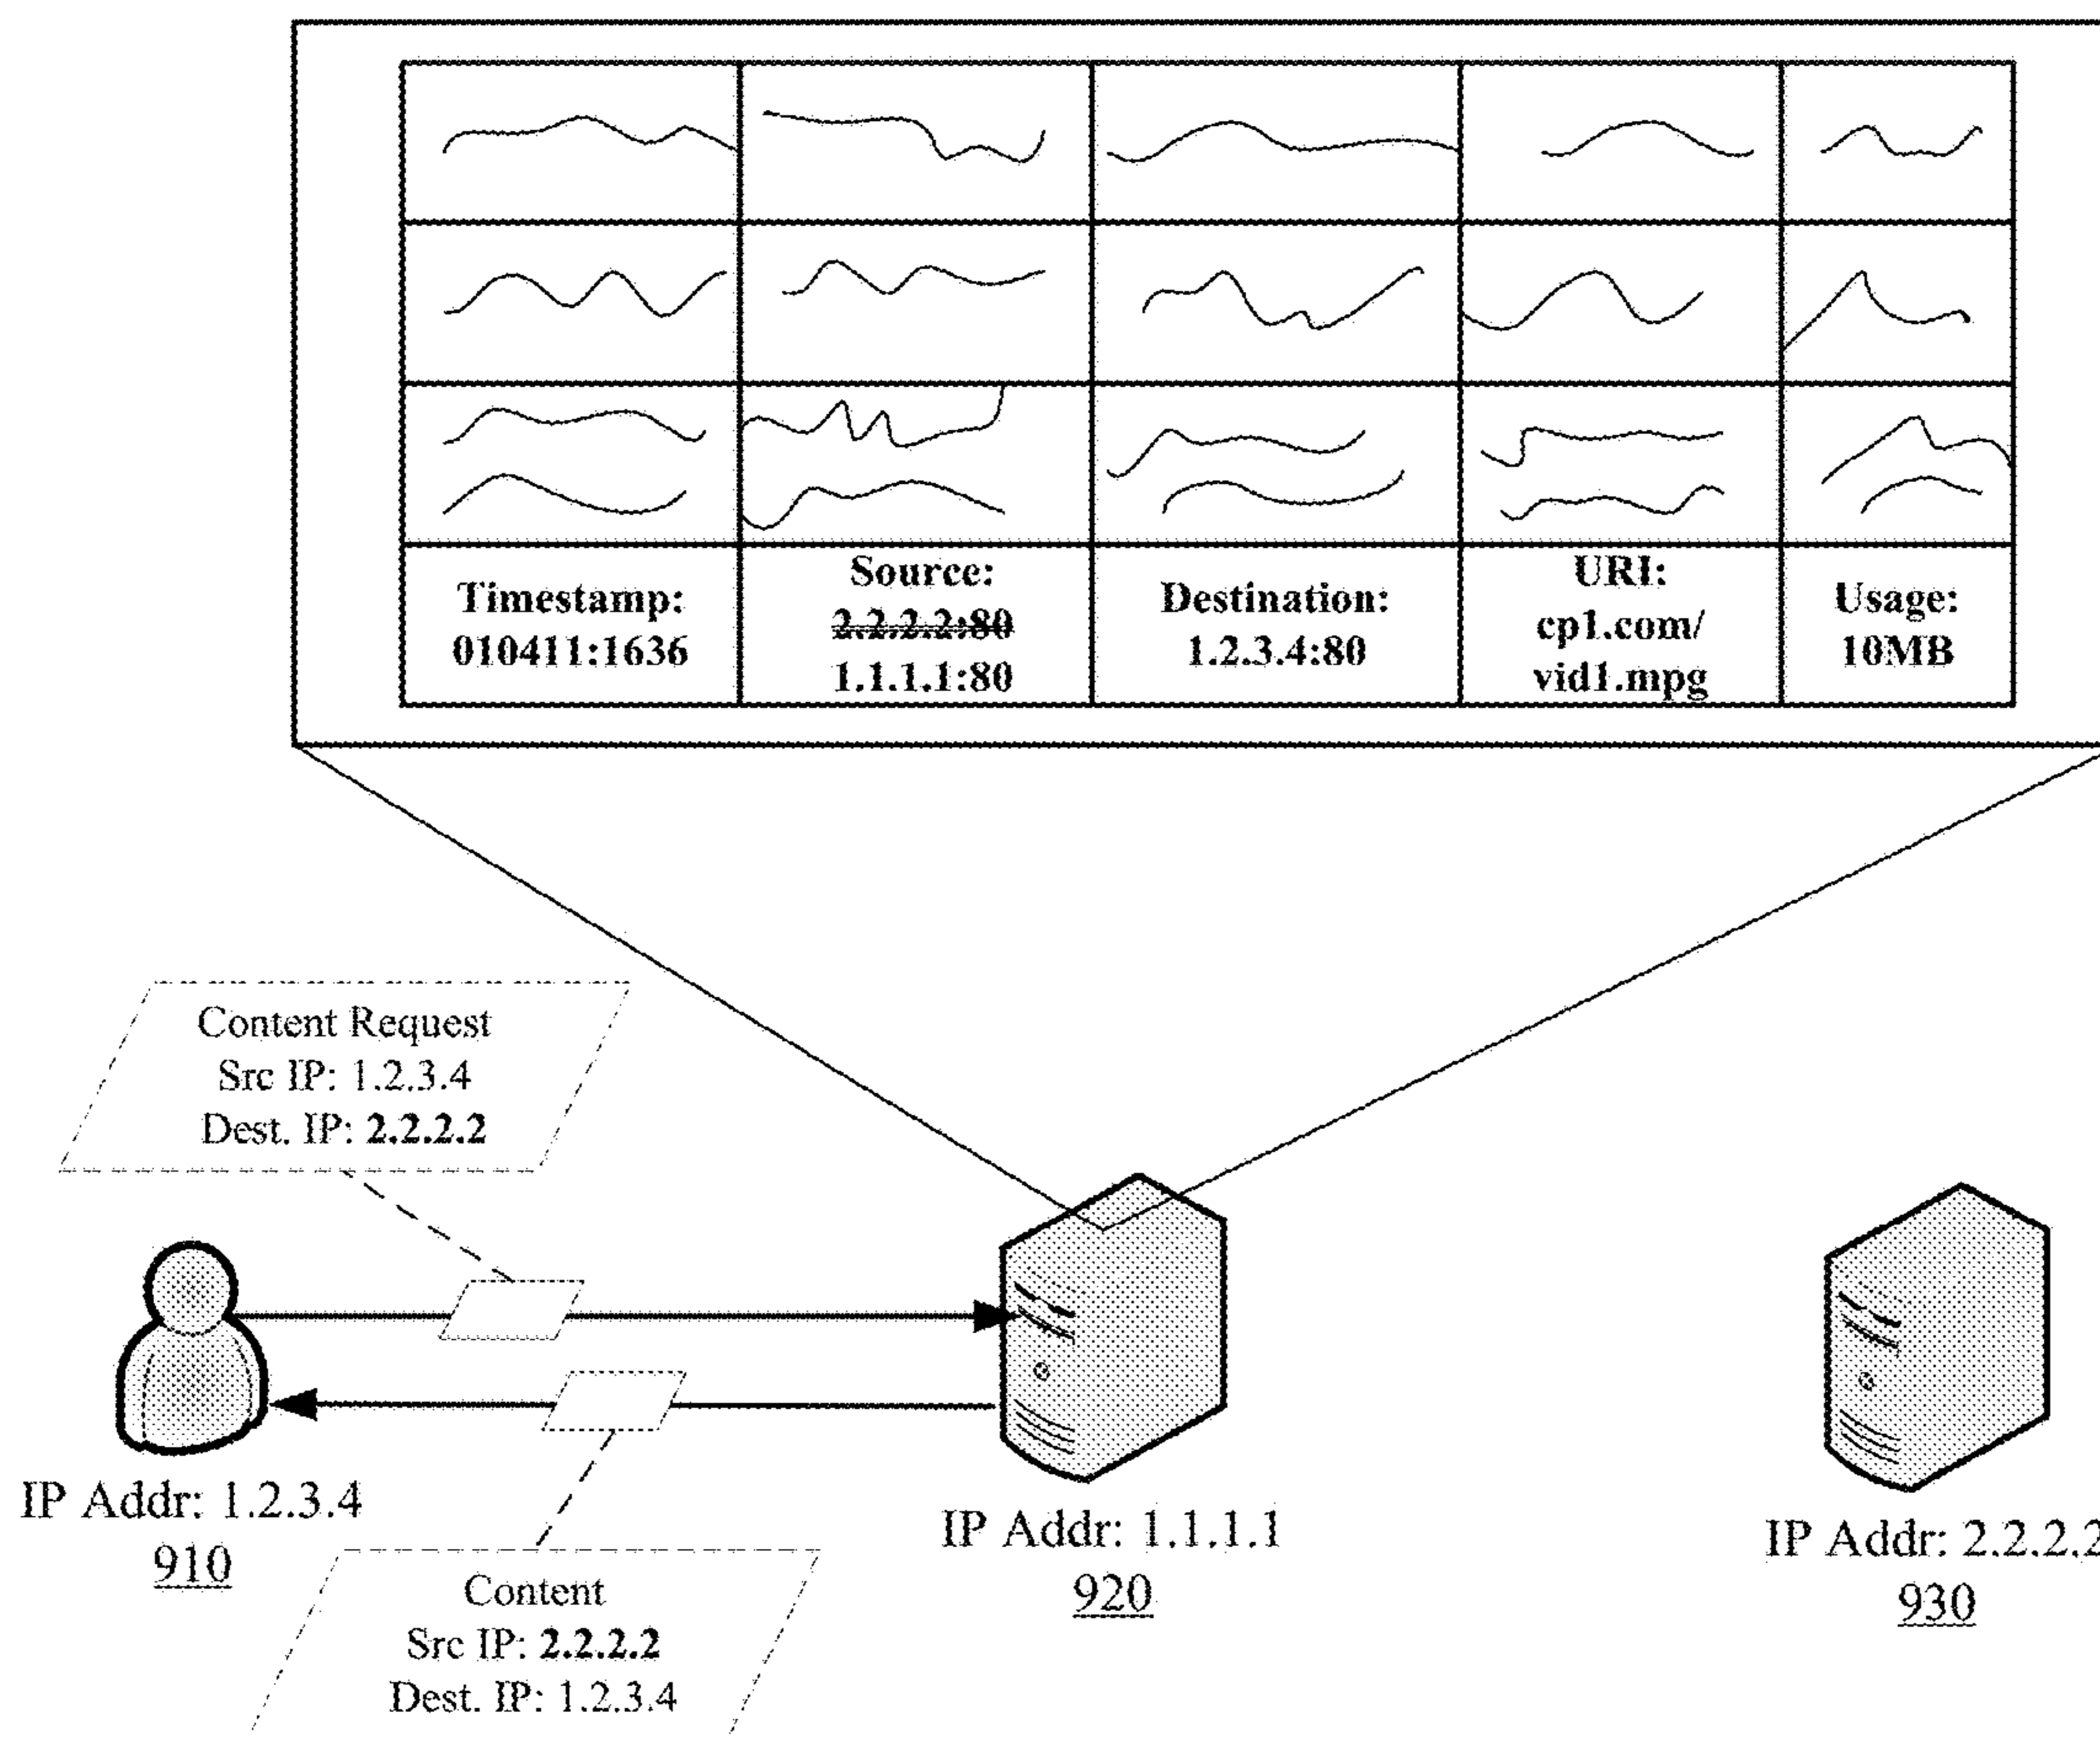 Timestamp:
010411:1636
Source:
2.2.2.2:80
1.1.1.1:80
Destination:
1.2.3.4:80
URI:
cp1.com/
vid1.mpg
Usage:
10MB
Content Request
Src IP: 1.2.3.4
Dest. IP: 2.2.2.2
IP Addr: 1.2.3.4
910
IP Addr: 1.1.1.1
920
IP Addr: 2.2.2.2
930
Content
Src IP: 2.2.2.2
Dest. IP: 1.2.3.4